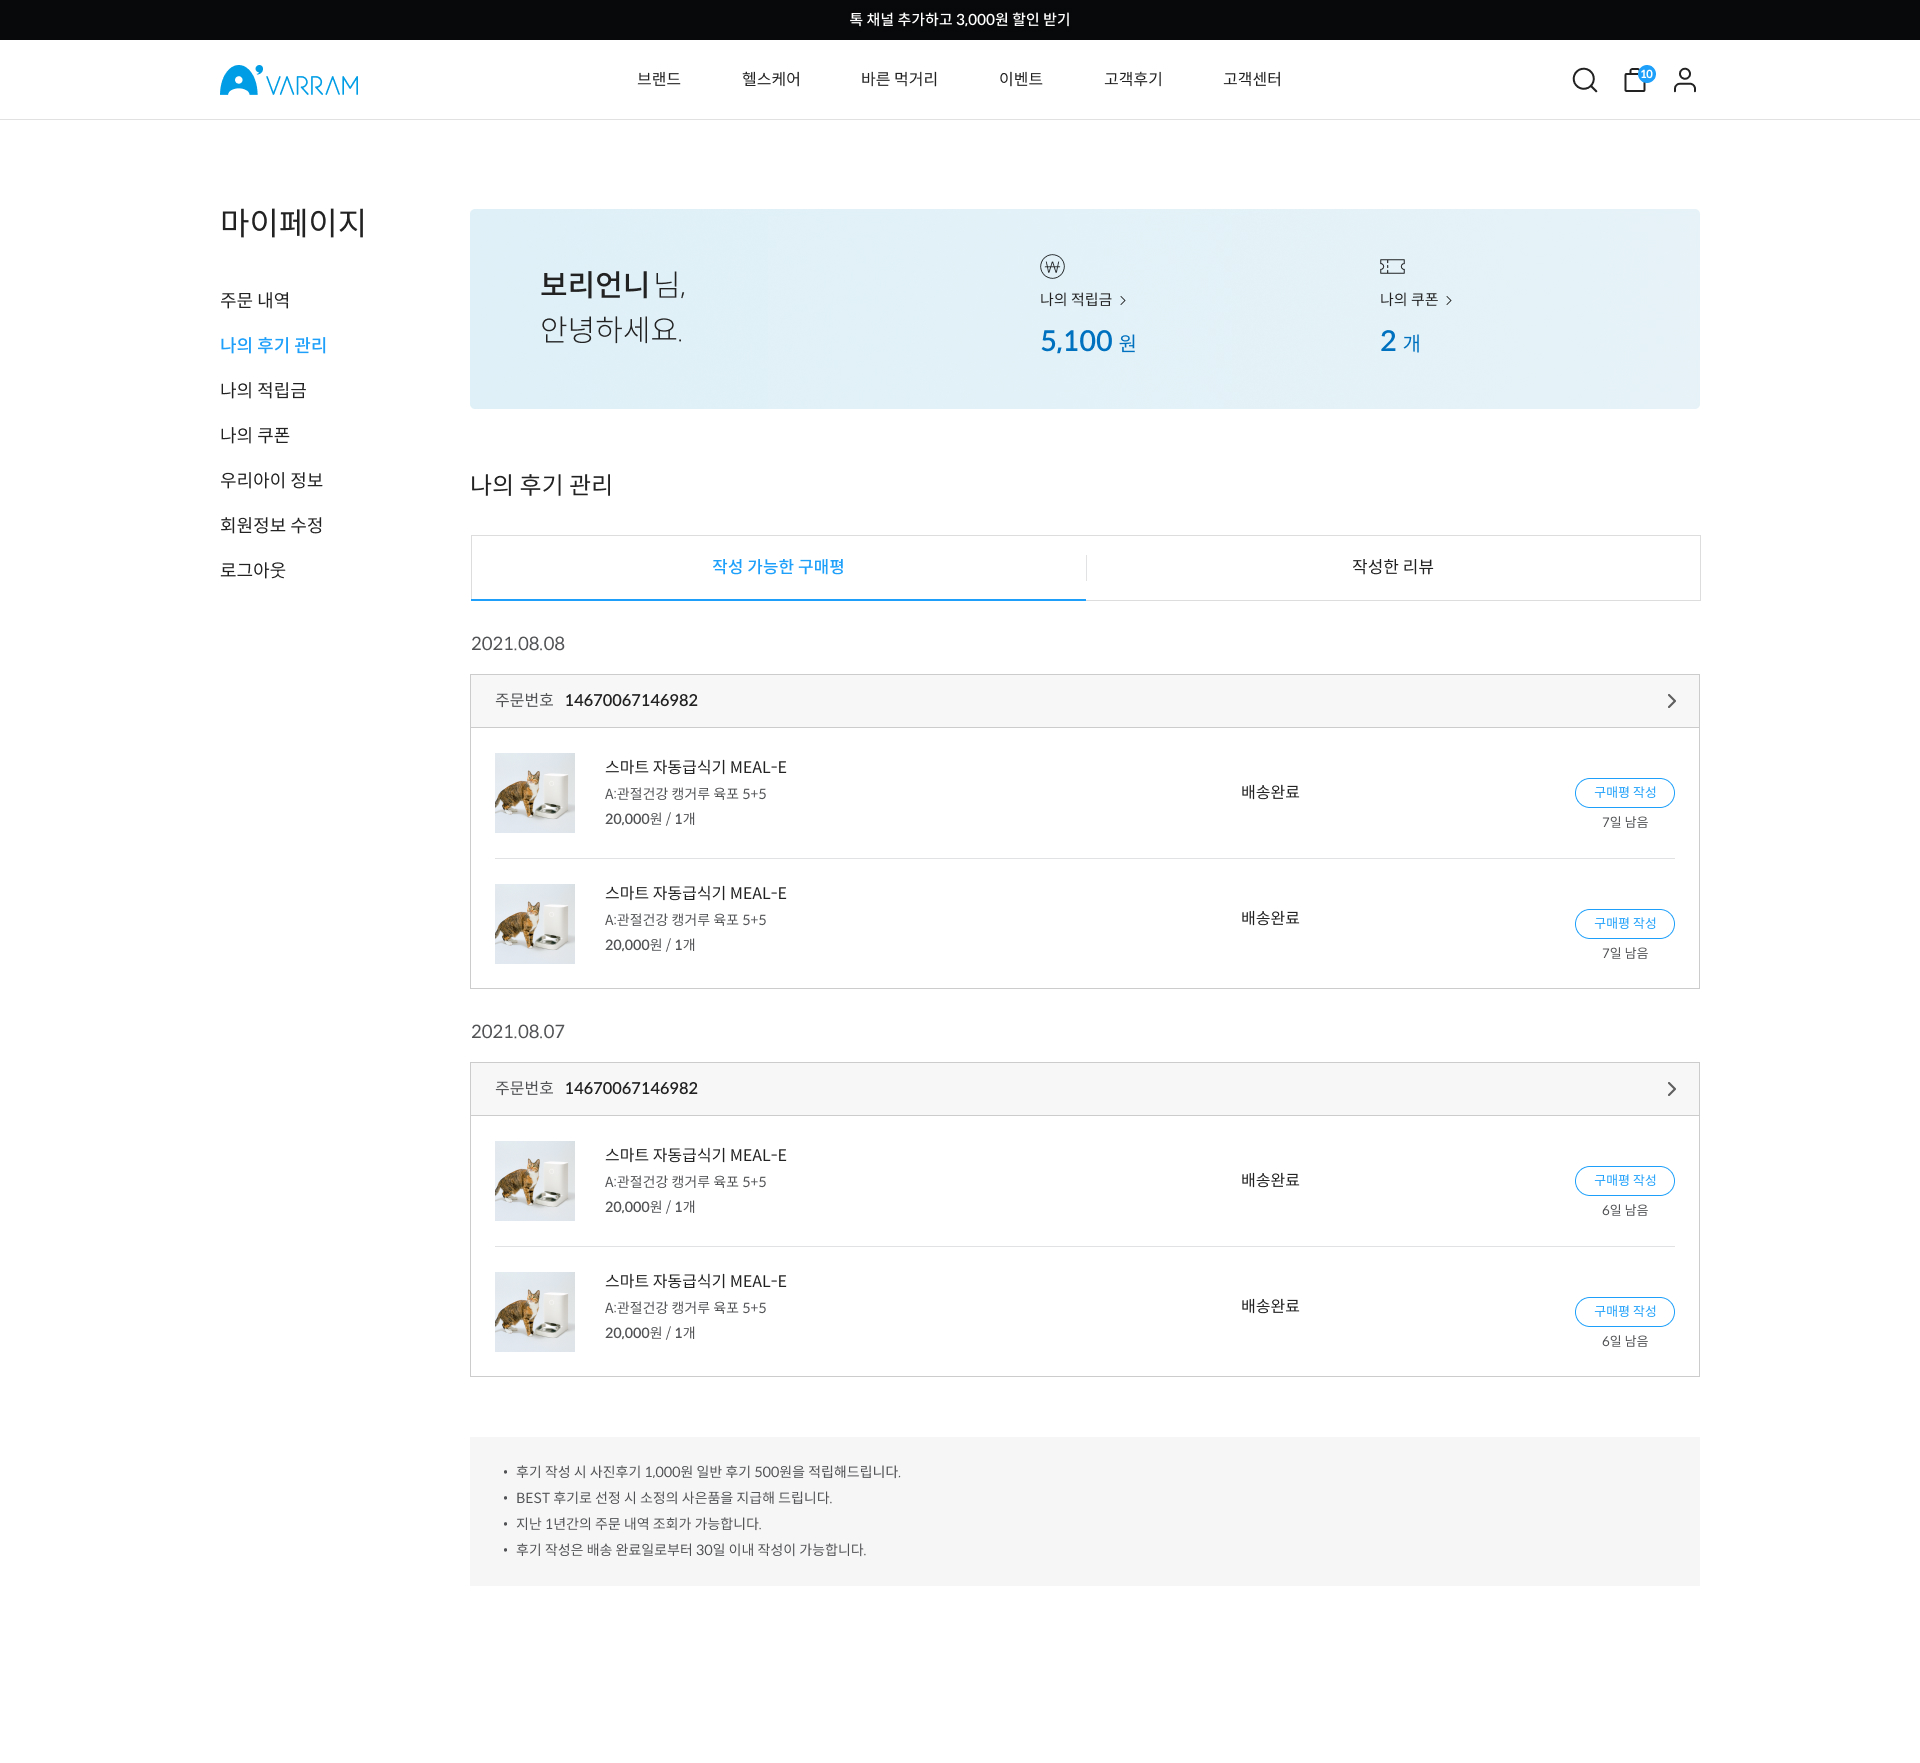 톡 채널 추가하고 3,000원 할인 받기
VARRAM
브랜드 헬스케어 바른 먹거리 이벤트 고객후기 고객센터
10
마이페이지
주문 내역
나의 후기 관리
나의 적립금
나의 쿠폰
우리아이 정보
회원정보 수정
로그아웃
보리언니 님,
안녕하세요.
나의 적립금
5,100 원
나의 쿠폰
2 개
나의 후기 관리
작성 가능한 구매평
작성한 리뷰
2021.08.08
주문번호 14670067146982
스마트 자동급식기 MEAL-E
A:관절건강 캥거루 육포 5+5
20,000원 / 1개
배송완료
구매평 작성
7일 남음
스마트 자동급식기 MEAL-E
A:관절건강 캥거루 육포 5+5
20,000원 / 1개
배송완료
구매평 작성
7일 남음
2021.08.07
주문번호 14670067146982
스마트 자동급식기 MEAL-E
A:관절건강 캥거루 육포 5+5
20,000원 / 1개
배송완료
구매평 작성
6일 남음
스마트 자동급식기 MEAL-E
A:관절건강 캥거루 육포 5+5
20,000원 / 1개
배송완료
구매평 작성
6일 남음
• 후기 작성 시 사진후기 1,000원 일반 후기 500원을 적립해드립니다.
• BEST 후기로 선정 시 소정의 사은품을 지급해 드립니다.
• 지난 1년간의 주문 내역 조회가 가능합니다.
• 후기 작성은 배송 완료일로부터 30일 이내 작성이 가능합니다.